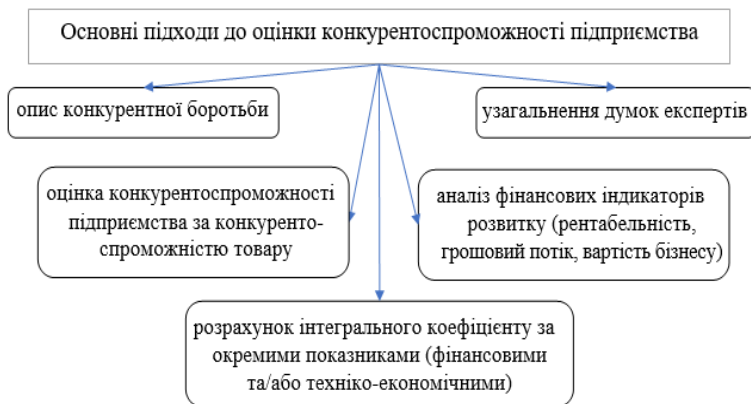 Основні підходи до оцінки конкурентоспроможності підприємства
опис конкурентної боротьби
узагальнення думок експертів
оцінка конкурентоспроможності
підприємства за конкуренто-
спроможністю товару
аналіз фінансових індикаторів
розвитку (рентабельність,
грошовий потік, вартість бізнесу)
розрахунок інтегрального коефіцієнту за
окремими показниками (фінансовими
та/або техніко-економічними)